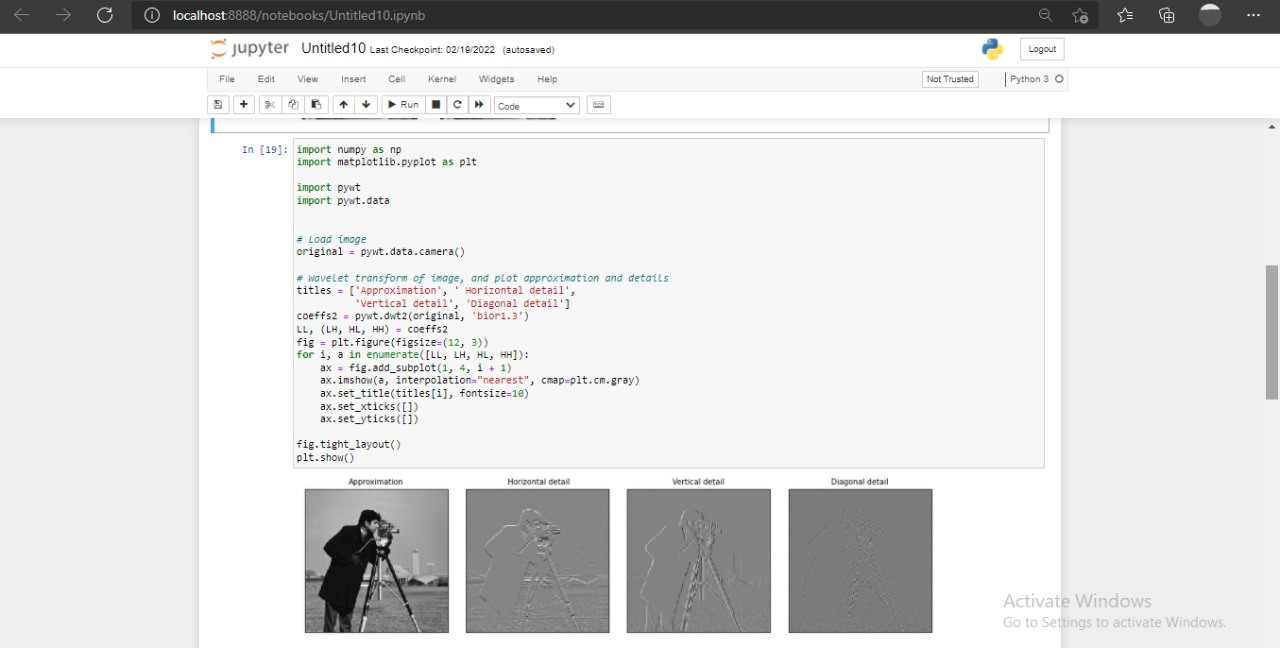 localhost:8888/notebooks/Untitled10.ipynb
jupyter Untitled10 Last Checkpoint: 02/19/2022 (autosaved)
Logout
File Edit View Insert Cell Kernel Widgets Help
Not Trusted
Python 3
Run
Code
In [19]:
import numpy as np
import matplotlib.pyplot as plt
import pywt
import pywt.data
# Load image
original = pywt.data.camera()
# Wavelet transform of image, and plot approximation and details
titles = ['Approximation', ' Horizontal detail',
'Vertical detail', 'Diagonal detail']
coeffs2 = pywt.dwt2(original, 'bior1.3')
LL, (LH, HL, HH) = coeffs2
fig = plt.figure(figsize=(12, 3))
for i, a in enumerate([LL, LH, HL, HH]):
ax = fig.add_subplot(1, 4, i + 1)
ax.imshow(a, interpolation="nearest", cmap=plt.cm.gray)
ax.set_title(titles[i], fontsize=10)
ax.set_xticks([])
ax.set_yticks([])
fig.tight_layout()
plt.show()
Approximation
Horizontal detail
Vertical detail
Diagonal detail
Activate Windows
Go to Settings to activate Windows.